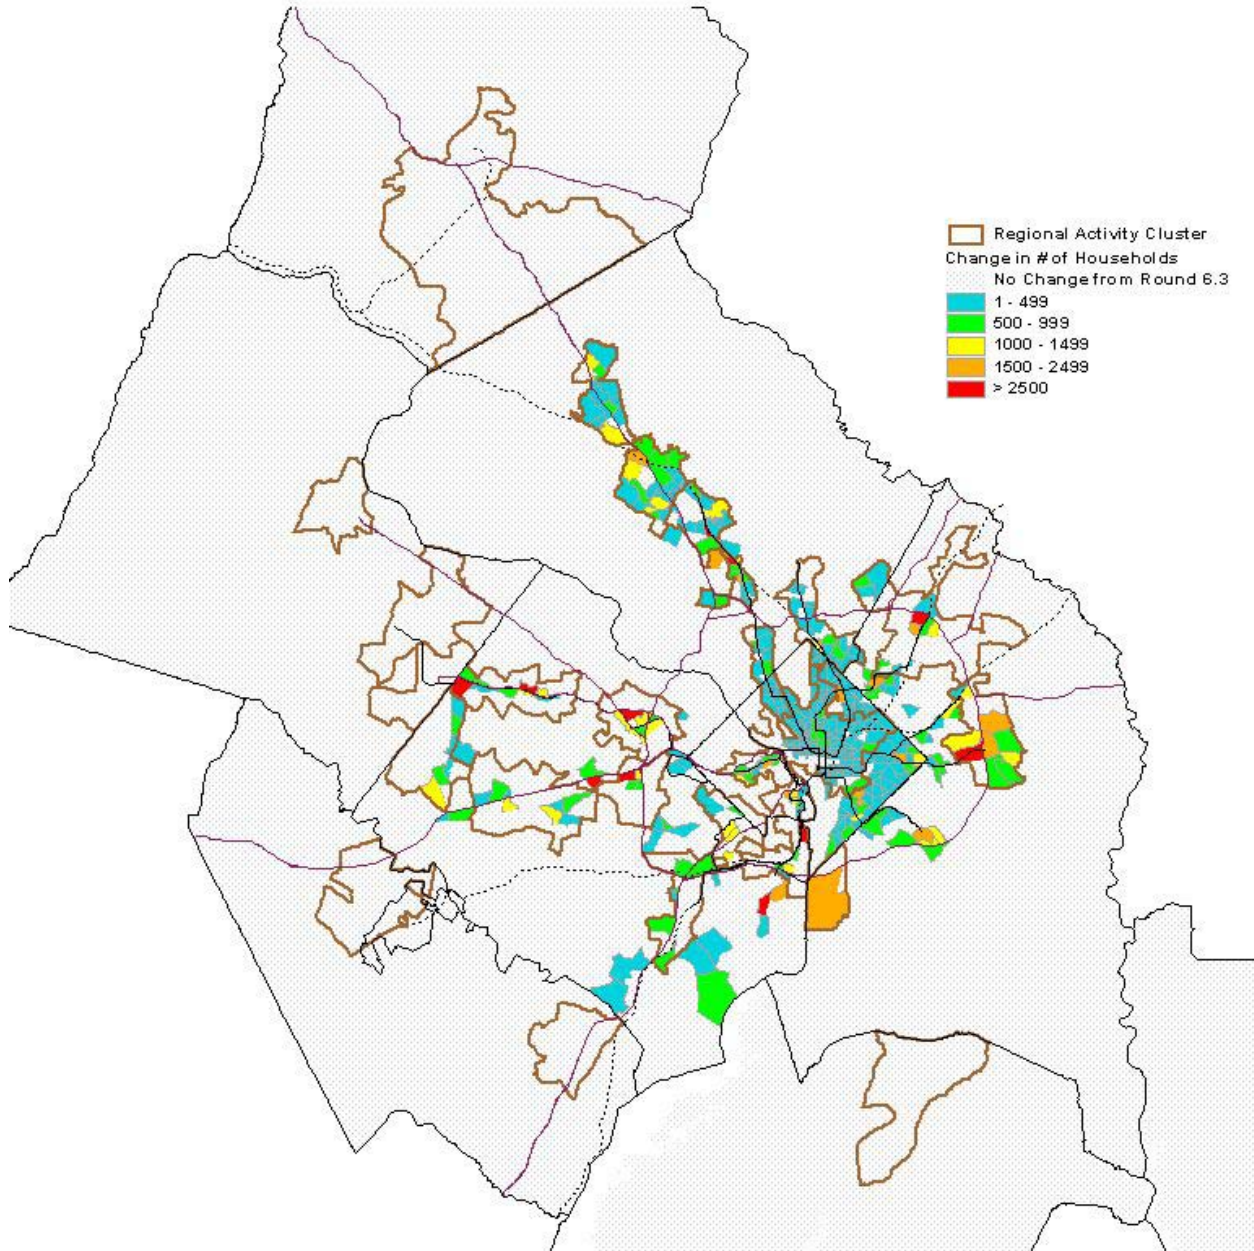 Regional Activity Cluster
Change in # of Households
No Change from Round 6.3
1 - 499
500 - 999
1000 - 1499
1500 - 2499
> 2500